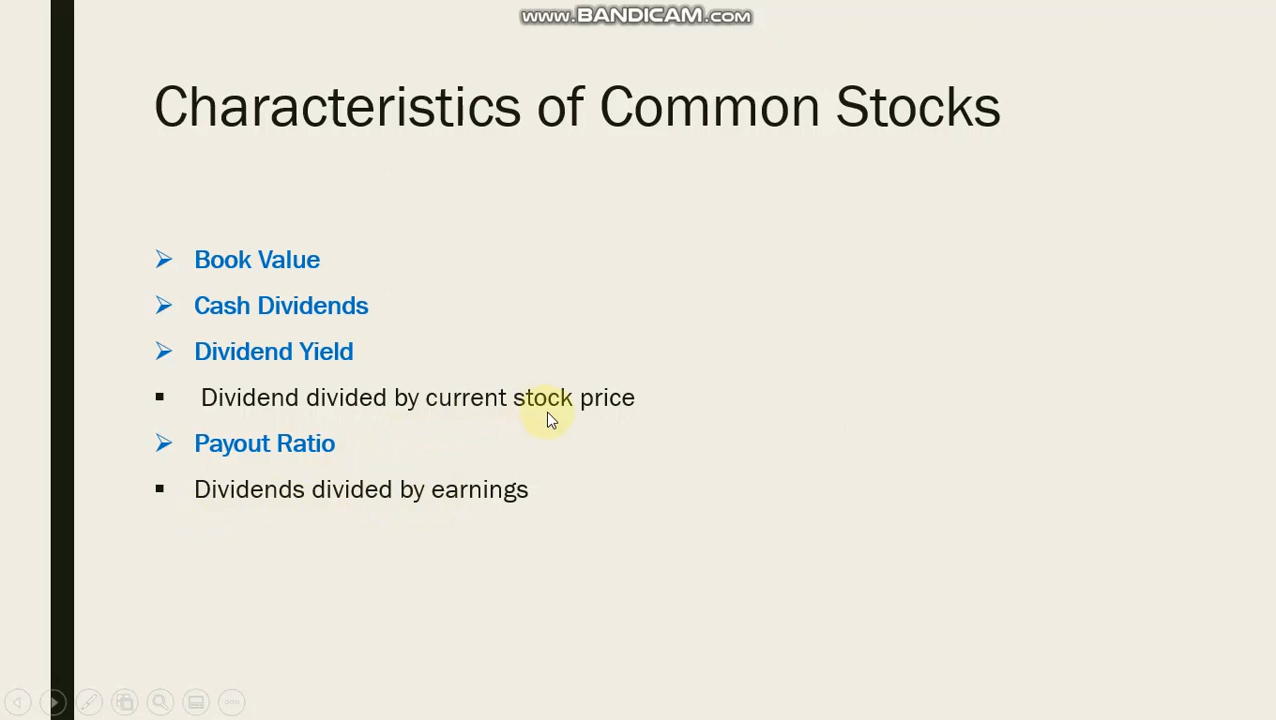 www.BANDICAM.com
Characteristics of Common Stocks
Book Value
Cash Dividends
Dividend Yield
Dividend divided by current stock price
Payout Ratio
Dividends divided by earnings